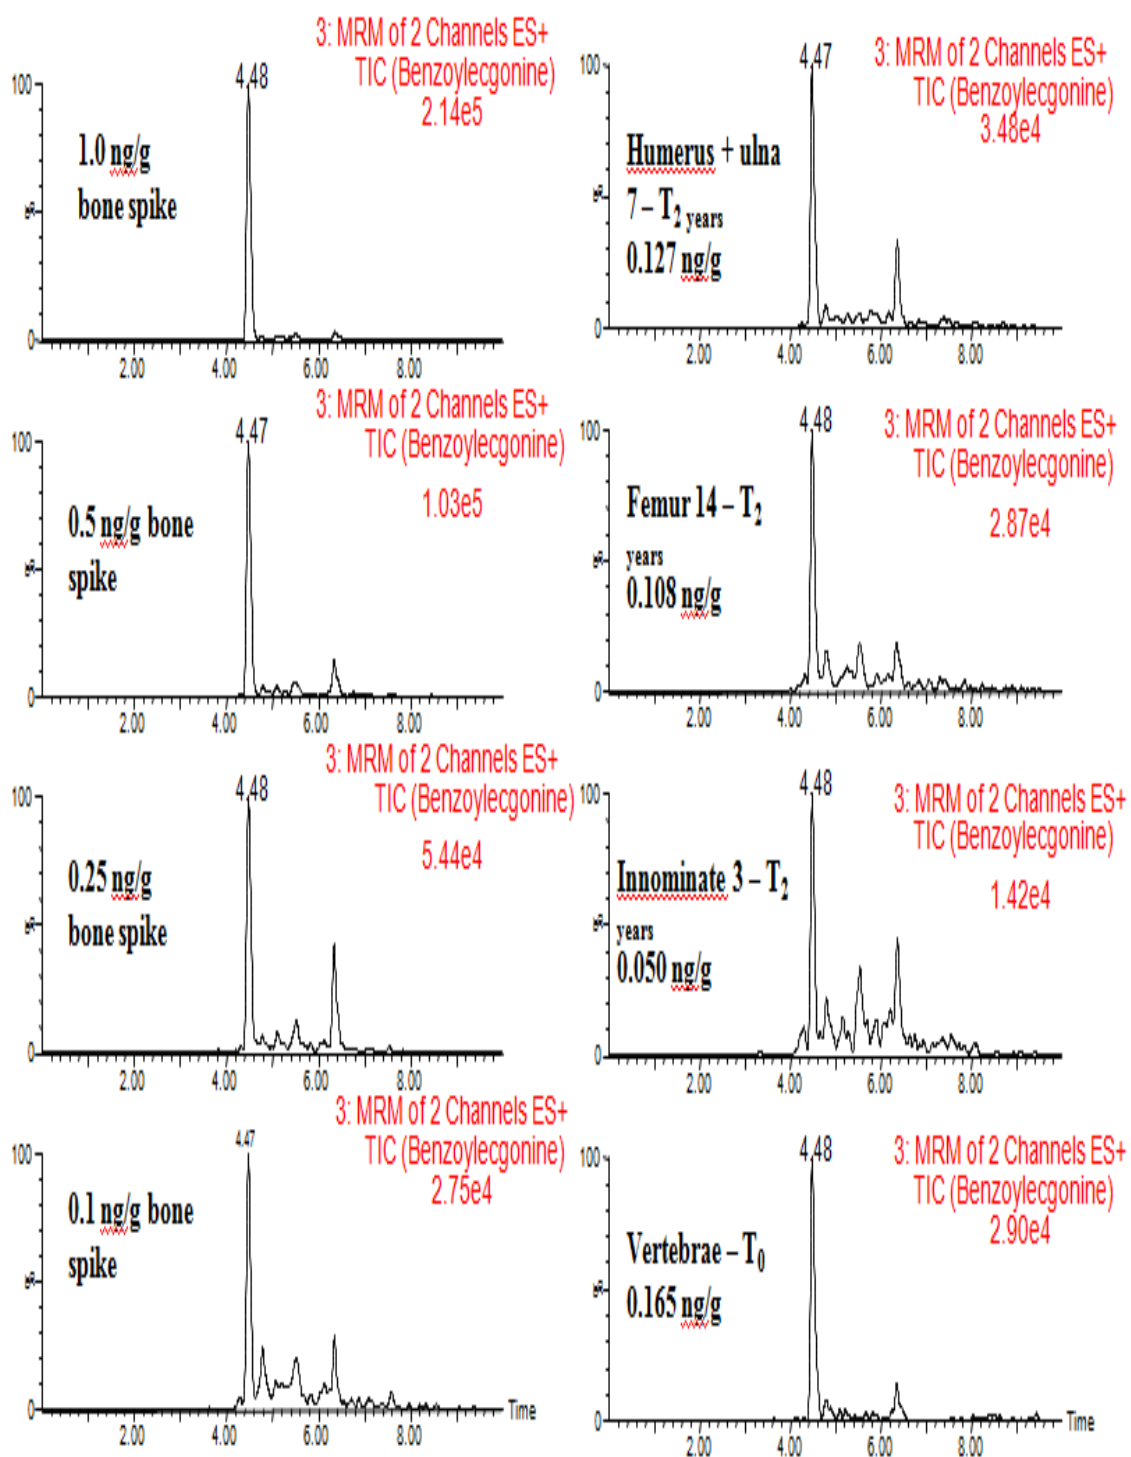 3: MRM of 2 Channels ES+
TIC (Benzoylecgonine)
2.14e5
4.48
100
1.0 ng/g
bone spike
0
2.00 4.00 6.00 8.00
3: MRM of 2 Channels ES+
TIC (Benzoylecgonine)
1.03e5
4.47
100
0.5 ng/g bone
spike
0
2.00 4.00 6.00 8.00
3: MRM of 2 Channels ES+
TIC (Benzoylecgonine)
5.44e4
4.48
100
0.25 ng/g
bone spike
0
2.00 4.00 6.00 8.00
3: MRM of 2 Channels ES+
TIC (Benzoylecgonine)
2.75e4
4.47
100
0.1 ng/g bone
spike
0
Time
2.00 4.00 6.00 8.00
3: MRM of 2 Channels ES+
TIC (Benzoylecgonine)
3.48e4
4.47
100
Humerus + ulna
7 – T2 years
0.127 ng/g
0
2.00 4.00 6.00 8.00
3: MRM of 2 Channels ES+
TIC (Benzoylecgonine)
2.87e4
4.48
100
Femur 14 – T2
years
0.108 ng/g
0
2.00 4.00 6.00 8.00
3: MRM of 2 Channels ES+
TIC (Benzoylecgonine)
1.42e4
4.48
100
Innominate 3 – T2
years
0.050 ng/g
0
2.00 4.00 6.00 8.00
3: MRM of 2 Channels ES+
TIC (Benzoylecgonine)
2.90e4
4.48
100
Vertebrae – T0
0.165 ng/g
0
Time
2.00 4.00 6.00 8.00